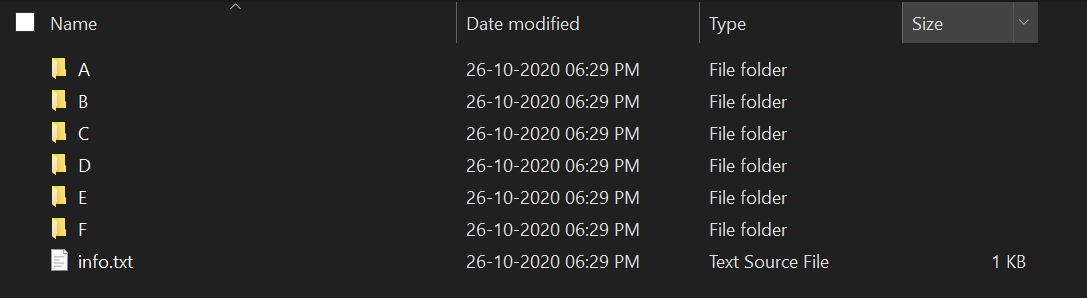 Name Date modified Type Size
A 26-10-2020 06:29 PM File folder
B 26-10-2020 06:29 PM File folder
C 26-10-2020 06:29 PM File folder
D 26-10-2020 06:29 PM File folder
E 26-10-2020 06:29 PM File folder
F 26-10-2020 06:29 PM File folder
info.txt 26-10-2020 06:29 PM Text Source File 1 KB